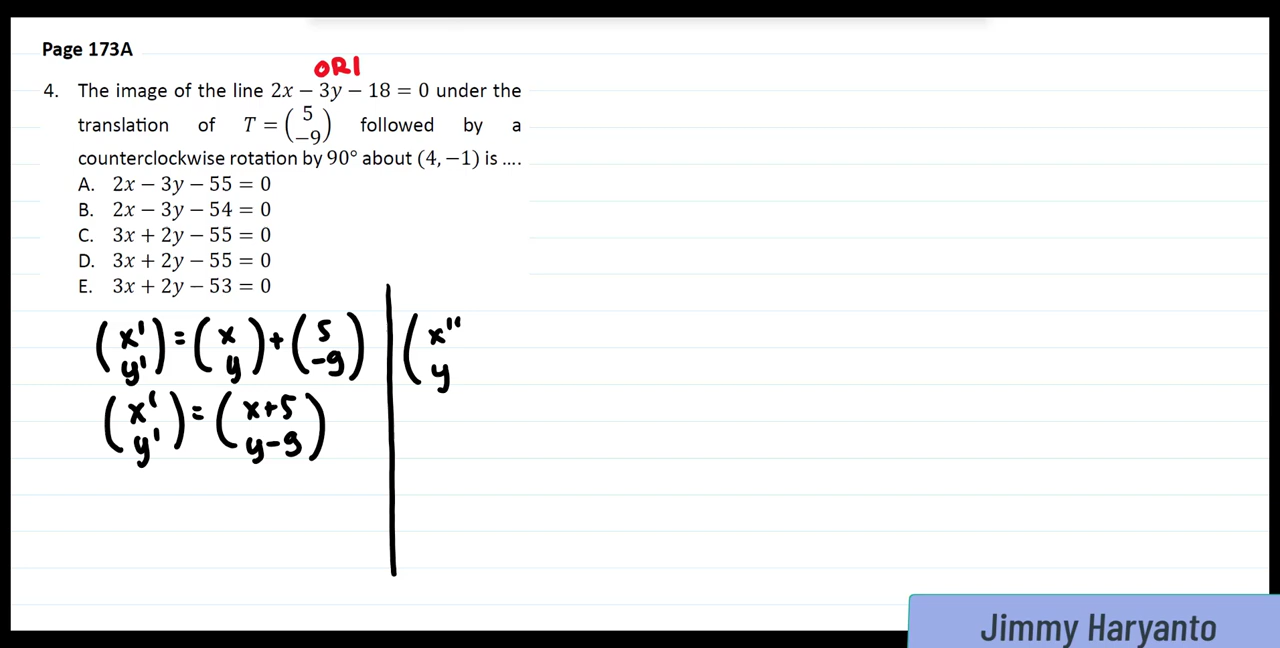 Page 173A
ORI
4. The image of the line 2x − 3y − 18 = 0 under the
translation of T = (5 −9) followed by a
counterclockwise rotation by 90° about (4, −1) is ....
A. 2x − 3y − 55 = 0
B. 2x − 3y − 54 = 0
C. 3x + 2y − 55 = 0
D. 3x + 2y − 55 = 0
E. 3x + 2y − 53 = 0
(x' y') = (x y) + (5 -9)
(x' y') = (x+5 y-9)
(x'' y
Jimmy Haryanto